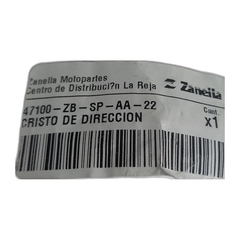 Zanella Motopartes
Centro de Distribuci?n La Reja
Zanella
47100-ZB-SP-AA-22
Cant.
CRISTO DE DIRECCION
x1